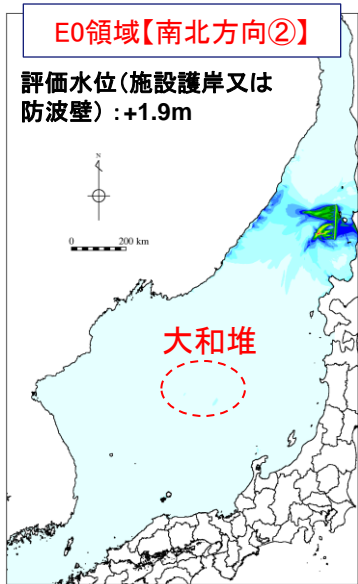 E0領域【南北方向②】
評価水位(施設護岸又は
防波壁）:+1.9m
N
0 200 km
大和堆